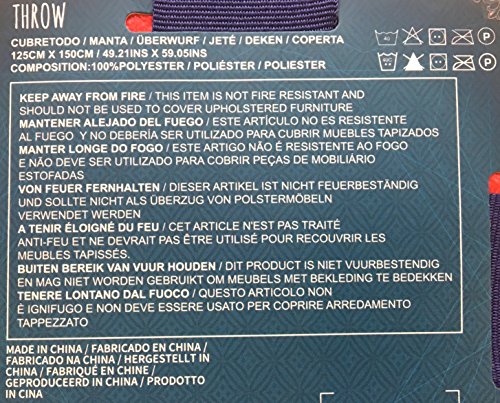 THROW
CUBRETODO / MANTA / ÜBERWURF / JETÉ / DEKEN / COPERTA
125CM X 150CM / 49.21INS X 59.05INS
COMPOSITION:100%POLYESTER / POLIÉSTER / POLIESTER
KEEP AWAY FROM FIRE / THIS ITEM IS NOT FIRE RESISTANT AND
SHOULD NOT BE USED TO COVER UPHOLSTERED FURNITURE
MANTENER ALEJADO DEL FUEGO / ESTE ARTÍCULO NO ES RESISTENTE
AL FUEGO Y NO DEBERÍA SER UTILIZADO PARA CUBRIR MUEBLES TAPIZADOS
MANTER LONGE DO FOGO / ESTE ARTIGO NÃO É RESISTENTE AO FOGO
E NÃO DEVE SER UTILIZADO PARA COBRIR PEÇAS DE MOBILIÁRIO
ESTOFADAS
VON FEUER FERNHALTEN / DIESER ARTIKEL IST NICHT FEUERBESTÄNDIG
UND SOLLTE NICHT ALS ÜBERZUG VON POLSTERMÖBELN
VERWENDET WERDEN
A TENIR ÉLOIGNÉ DU FEU / CET ARTICLE N'EST PAS TRAITÉ
ANTI-FEU ET NE DEVRAIT PAS ÊTRE UTILISÉ POUR RECOUVRIR LES
MEUBLES TAPISSÉS.
BUITEN BEREIK VAN VUUR HOUDEN / DIT PRODUCT IS NIET VUURBESTENDIG
EN MAG NIET WORDEN GEBRUIKT OM MEUBELS MET BEKLEDING TE BEDEKKEN
TENERE LONTANO DAL FUOCO / QUESTO ARTICOLO NON
È IGNIFUGO E NON DEVE ESSERE USATO PER COPRIRE ARREDAMENTO
TAPPEZZATO
MADE IN CHINA / FABRICADO EN CHINA /
FABRICADO NA CHINA / HERGESTELLT IN
CHINA / FABRIQUÉ EN CHINE /
GEPRODUCEERD IN CHINA / PRODOTTO
IN CINA